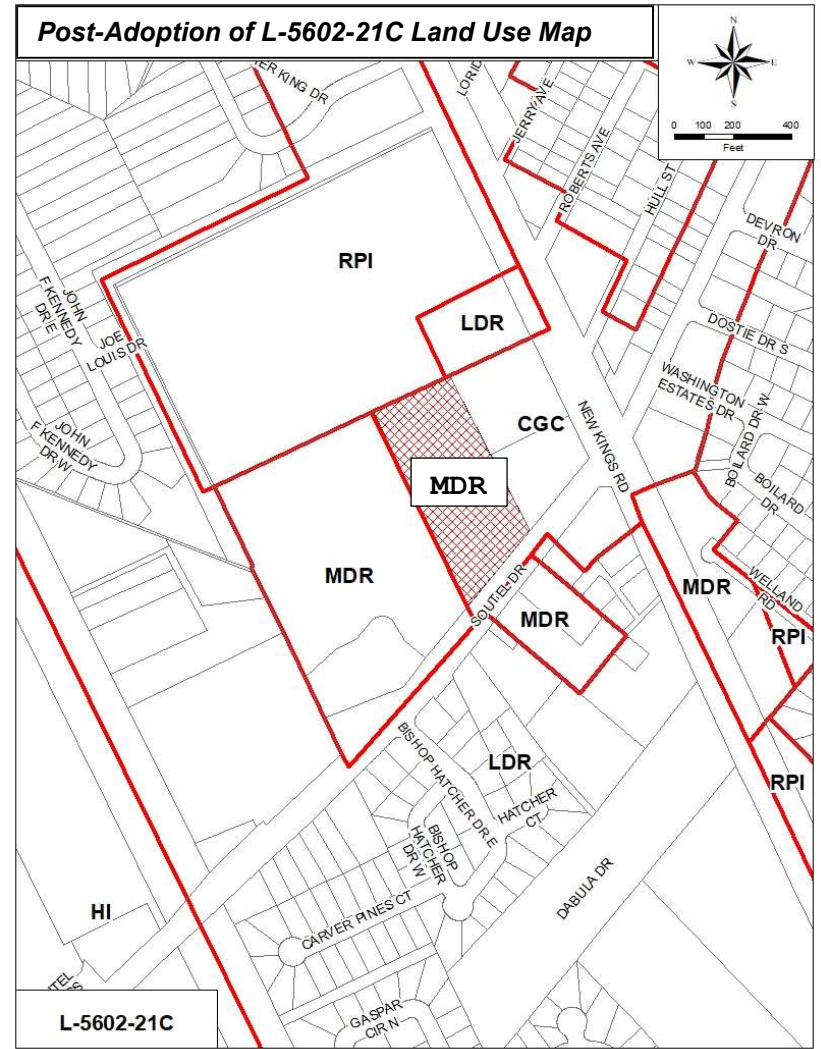 Post-Adoption of L-5602-21C Land Use Map
N
W
E
S
0 100 200 400
Feet
HER KING DR
LORID
JERRY AVE
ROBERTS AVE
HULL ST
DEVRON
DR
RPI
JOHN
F KENNEDY
DR E
JOE
LOUIS DR
LDR
DOSTIE DR S
WASHINGTON
ESTATES DR
CGC
NEW KINGS RD
BOILARD DR W
JOHN
F KENNEDY
DR W
MDR
BOILARD
DR
MDR
SOUTEL DR
MDR
MDR
WELLAND
RD
RPI
BISHOP HATCHER DR E
LDR
HATCHER
CT
BISHOP
HATCHER
DR W
RPI
DABULA DR
HI
CARVER PINES CT
GASPAR
CIR N
L-5602-21C